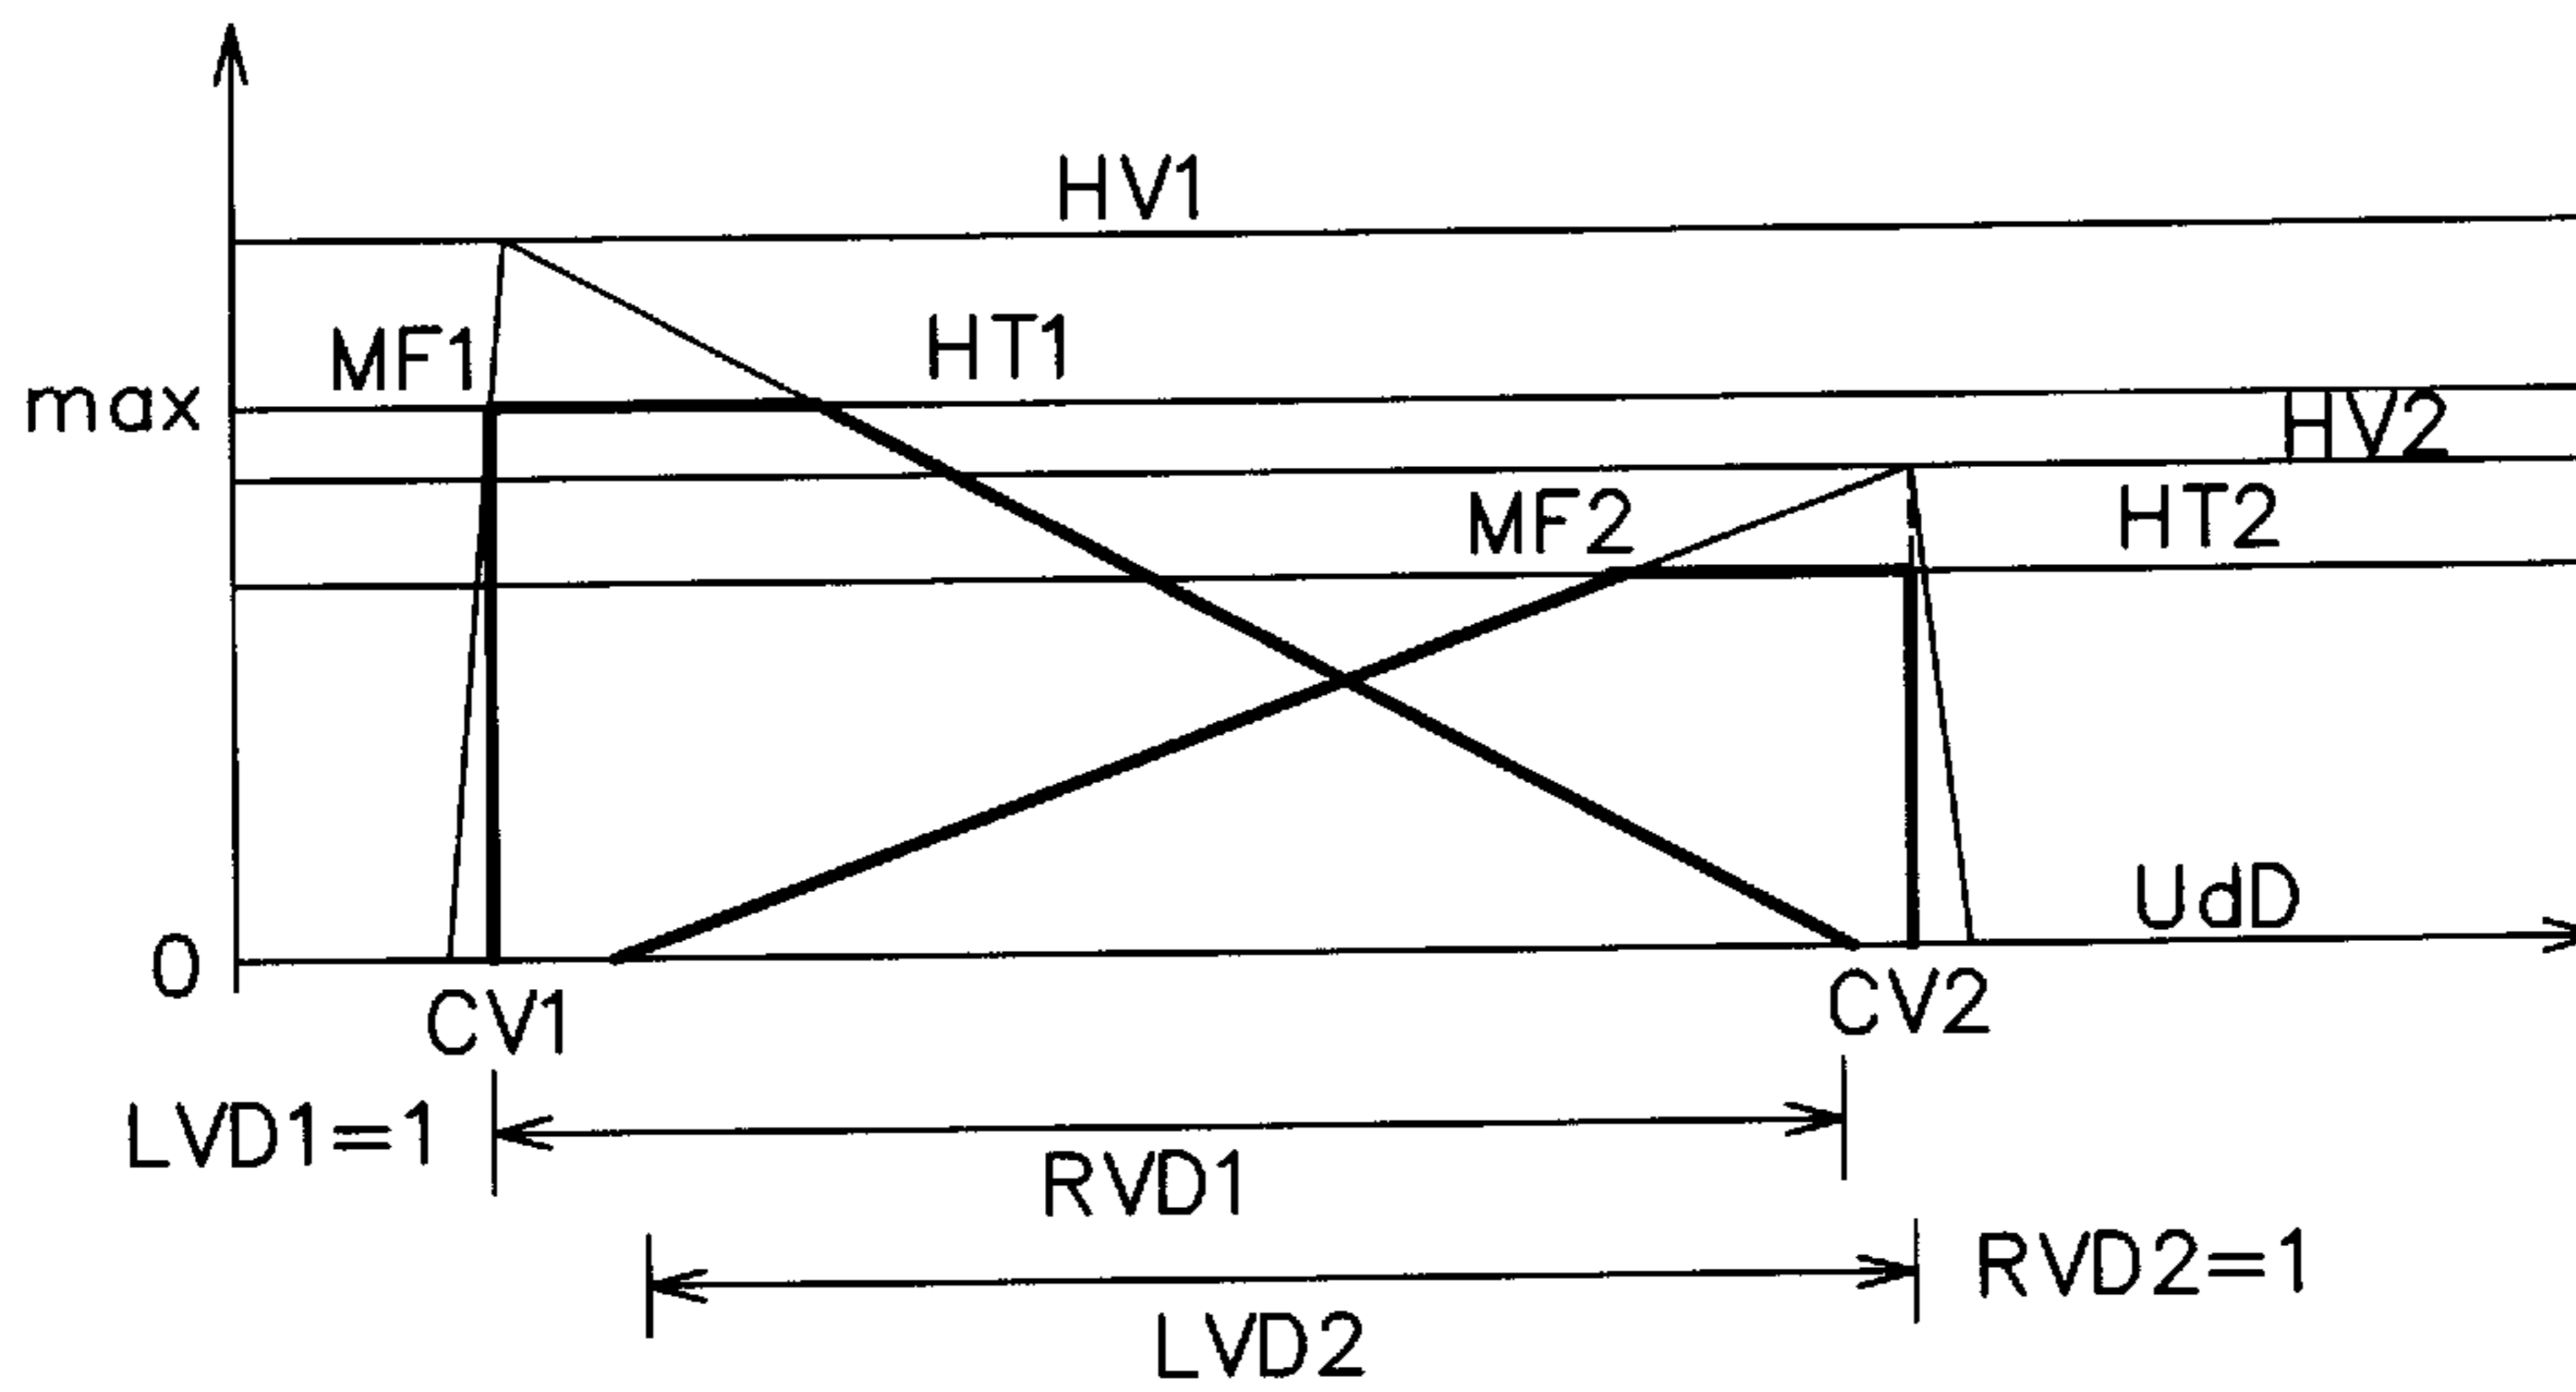 HV1
MF1
HT1
max
HV2
MF2
HT2
UdD
0
CV1
CV2
LVD1=1
RVD1
RVD2=1
LVD2